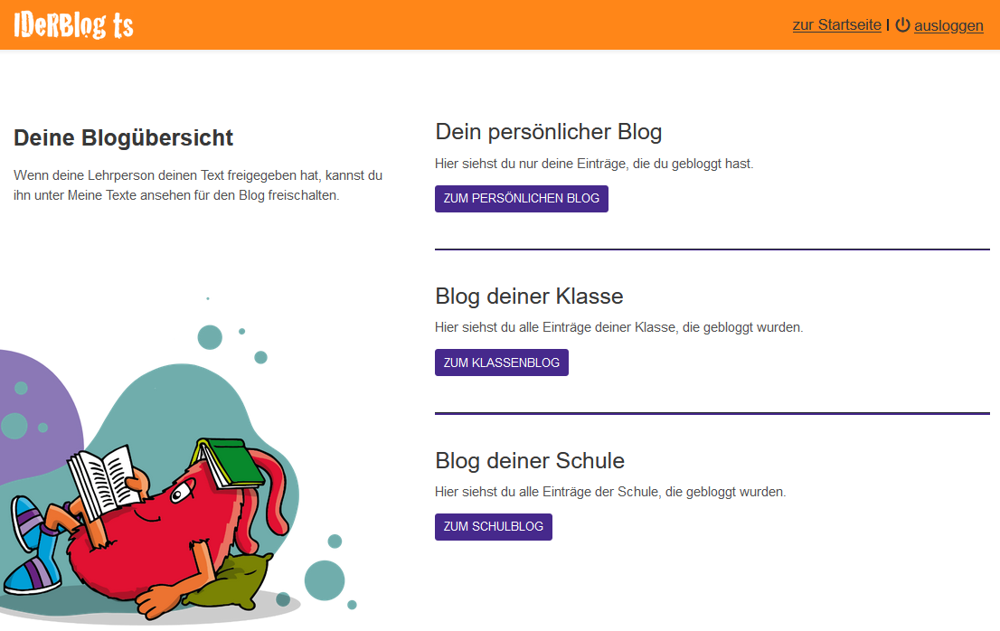 IDeRBlog ts
zur Startseite | ausloggen
Deine Blogübersicht
Wenn deine Lehrperson deinen Text freigegeben hat, kannst du
ihn unter Meine Texte ansehen für den Blog freischalten.
Dein persönlicher Blog
Hier siehst du nur deine Einträge, die du gebloggt hast.
ZUM PERSÖNLICHEN BLOG
Blog deiner Klasse
Hier siehst du alle Einträge deiner Klasse, die gebloggt wurden.
ZUM KLASSENBLOG
Blog deiner Schule
Hier siehst du alle Einträge der Schule, die gebloggt wurden.
ZUM SCHULBLOG